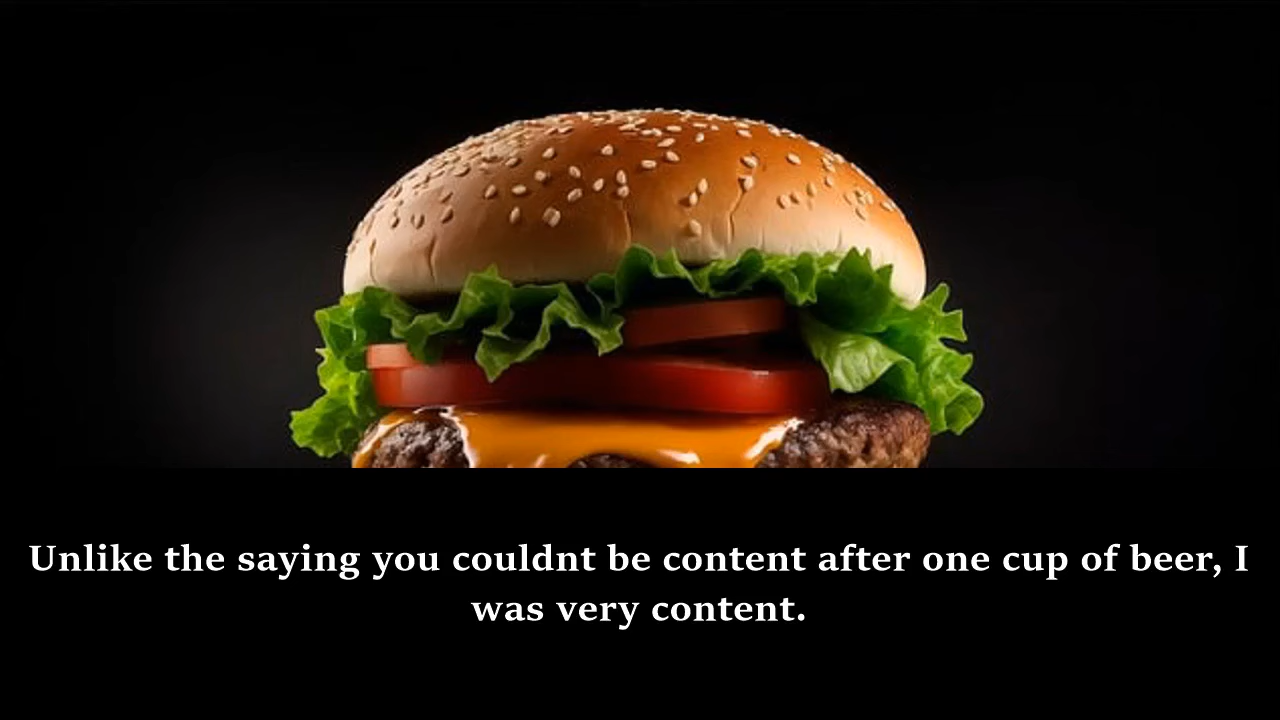 Unlike the saying you couldnt be content after one cup of beer, I
was very content.